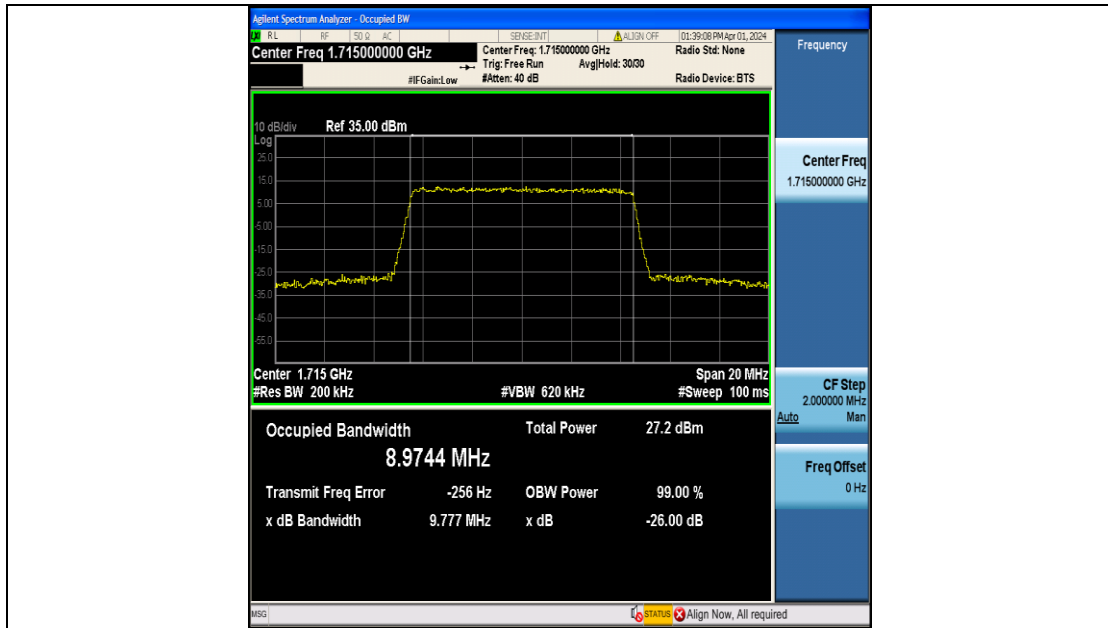 Agilent Spectrum Analyzer - Occupied BW
RL RF 50 Ω AC SENSE:INT ALIGN OFF 01:39:08 PM Apr 01, 2024
Center Freq 1.715000000 GHz
Center Freq: 1.715000000 GHz
Radio Std: None
Trig: Free Run Avg|Hold: 30/30
#IFGain:Low
#Atten: 40 dB
Radio Device: BTS
Frequency
10 dB/div Ref 35.00 dBm
Log
25.0
15.0
5.00
-5.00
-15.0
-25.0
-35.0
-45.0
-55.0
Center Freq
1.715000000 GHz
Center 1.715 GHz Span 20 MHz
#Res BW 200 kHz #VBW 620 kHz #Sweep 100 ms
CF Step
2.000000 MHz
Auto Man
Occupied Bandwidth Total Power 27.2 dBm
8.9744 MHz
Freq Offset
0 Hz
Transmit Freq Error -256 Hz OBW Power 99.00 %
x dB Bandwidth 9.777 MHz x dB -26.00 dB
MSG STATUS Align Now, All required